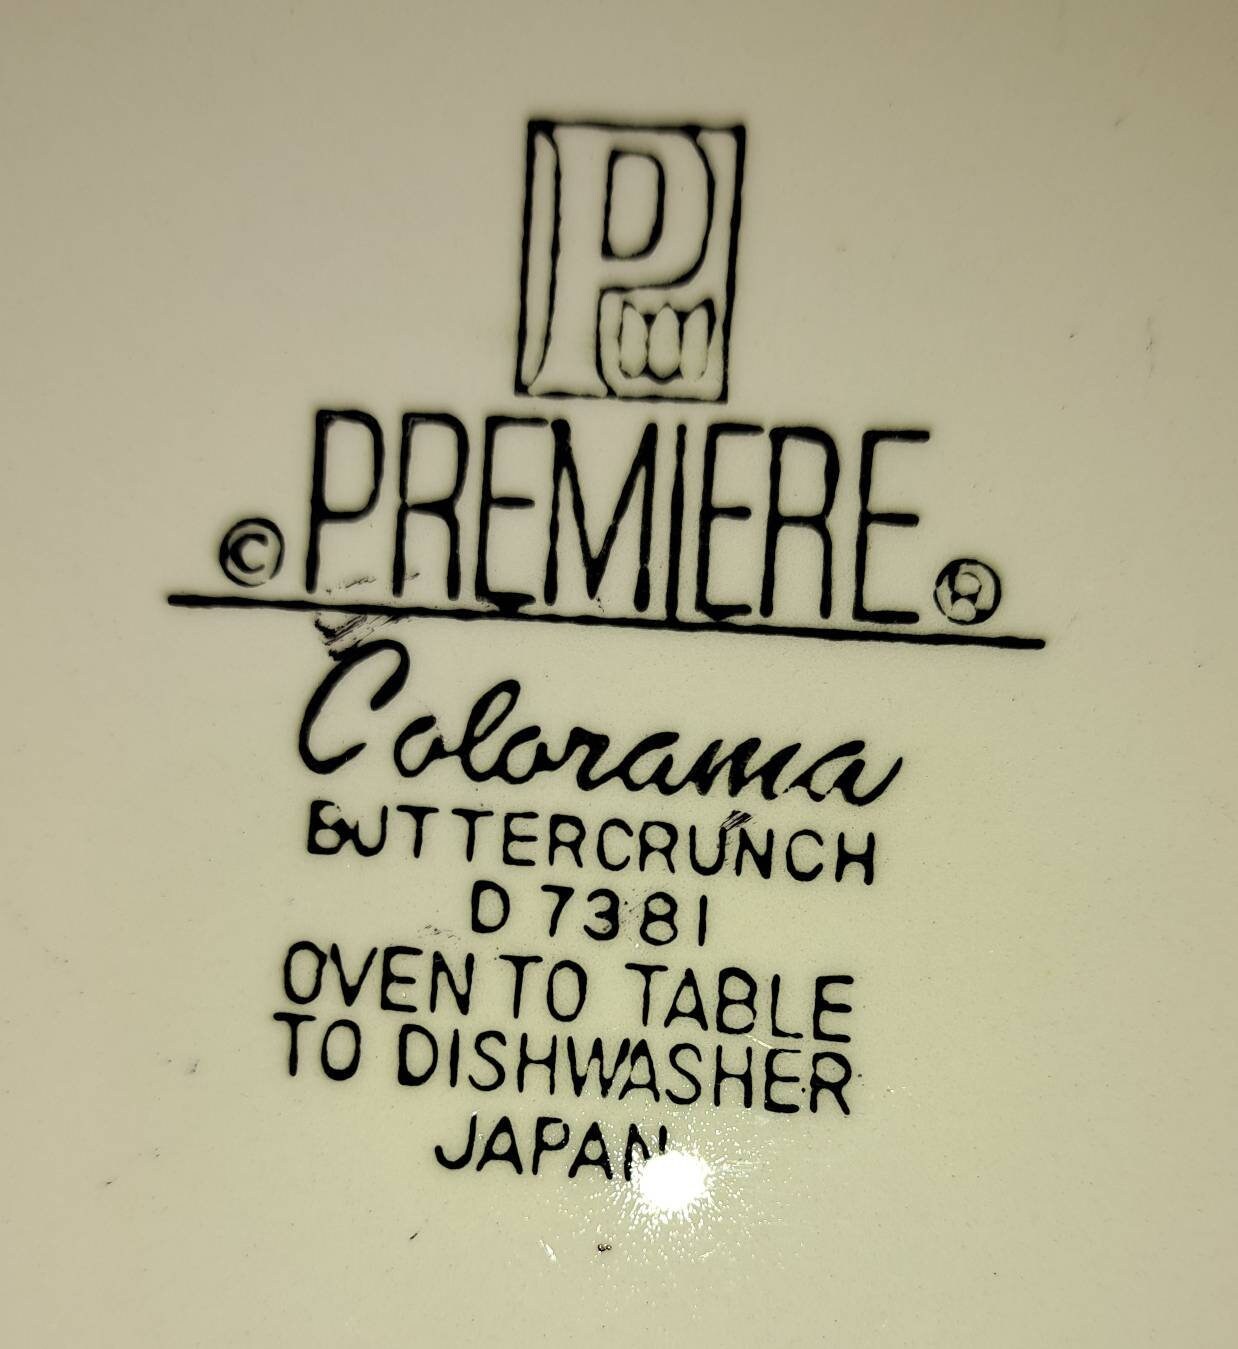 P
© PREMIERE ®
Colorama
BUTTERCRUNCH
D 7381
OVEN TO TABLE
TO DISHWASHER
JAPAN